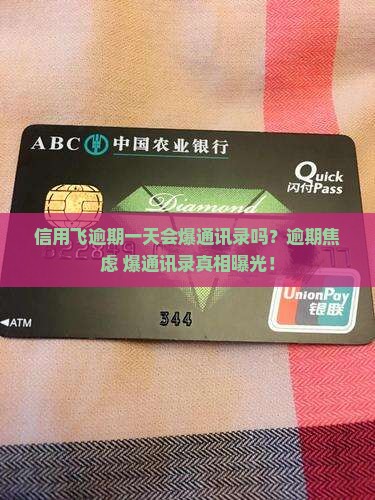 ABC 中国农业银行
Quick
闪付Pass
Diamond
信用飞逾期一天会爆通讯录吗？逾期焦
虑 爆通讯录真相曝光！
UnionPay
银联
◀ATM
344